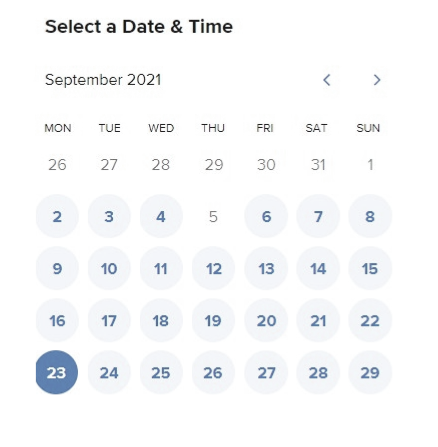 Select a Date & Time
September 2021
MON TUE WED THU FRI SAT SUN
26 27 28 29 30 31 1
2 3 4 5 6 7 8
9 10 11 12 13 14 15
16 17 18 19 20 21 22
23 24 25 26 27 28 29